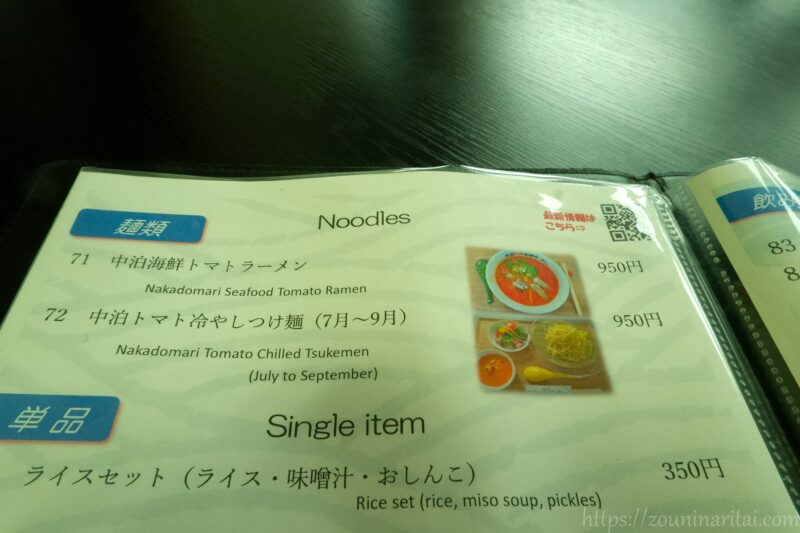 麺類
Noodles
最新情報は
こちら⇒
71 中泊海鮮トマトラーメン 950円
Nakadomari Seafood Tomato Ramen
72 中泊トマト冷やしつけ麺（7月～9月） 950円
Nakadomari Tomato Chilled Tsukemen
(July to September)
単品
Single item
ライスセット（ライス・味噌汁・おしんこ） 350円
Rice set (rice, miso soup, pickles)
飲み
83
https://zouninaritai.com